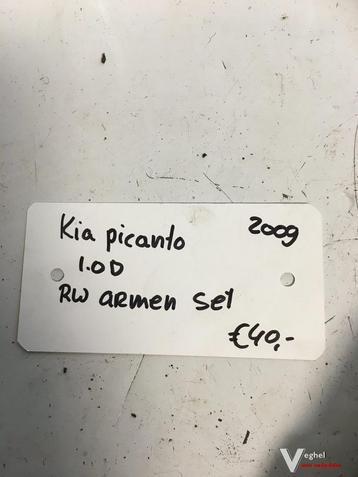 Kia picanto 2009
1.0D
RW armen set
€40,-
Veghel